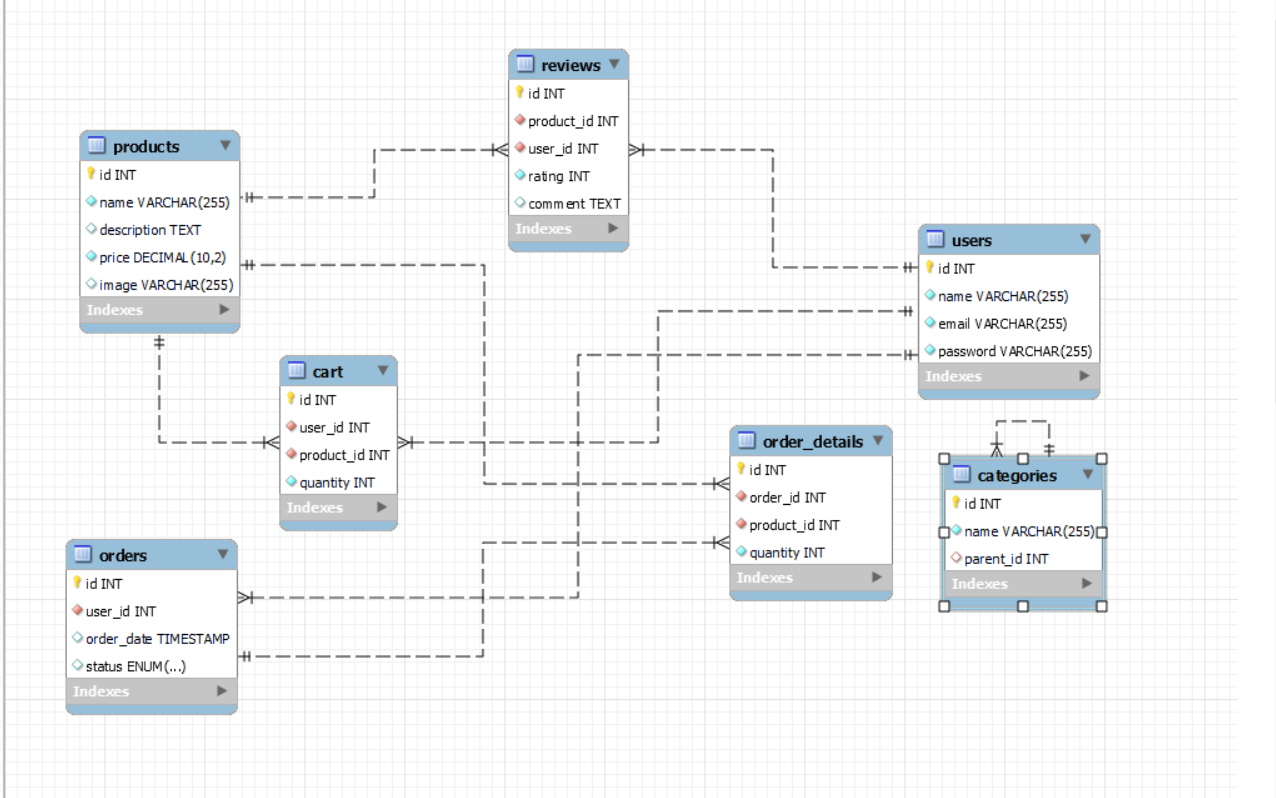 reviews
id INT
product_id INT
user_id INT
rating INT
comment TEXT
Indexes
products
id INT
name VARCHAR(255)
description TEXT
price DECIMAL(10,2)
image VARCHAR(255)
Indexes
users
id INT
name VARCHAR(255)
email VARCHAR(255)
password VARCHAR(255)
Indexes
cart
id INT
user_id INT
product_id INT
quantity INT
Indexes
order_details
id INT
order_id INT
product_id INT
quantity INT
Indexes
categories
id INT
name VARCHAR(255)
parent_id INT
Indexes
orders
id INT
user_id INT
order_date TIMESTAMP
status ENUM(...)
Indexes